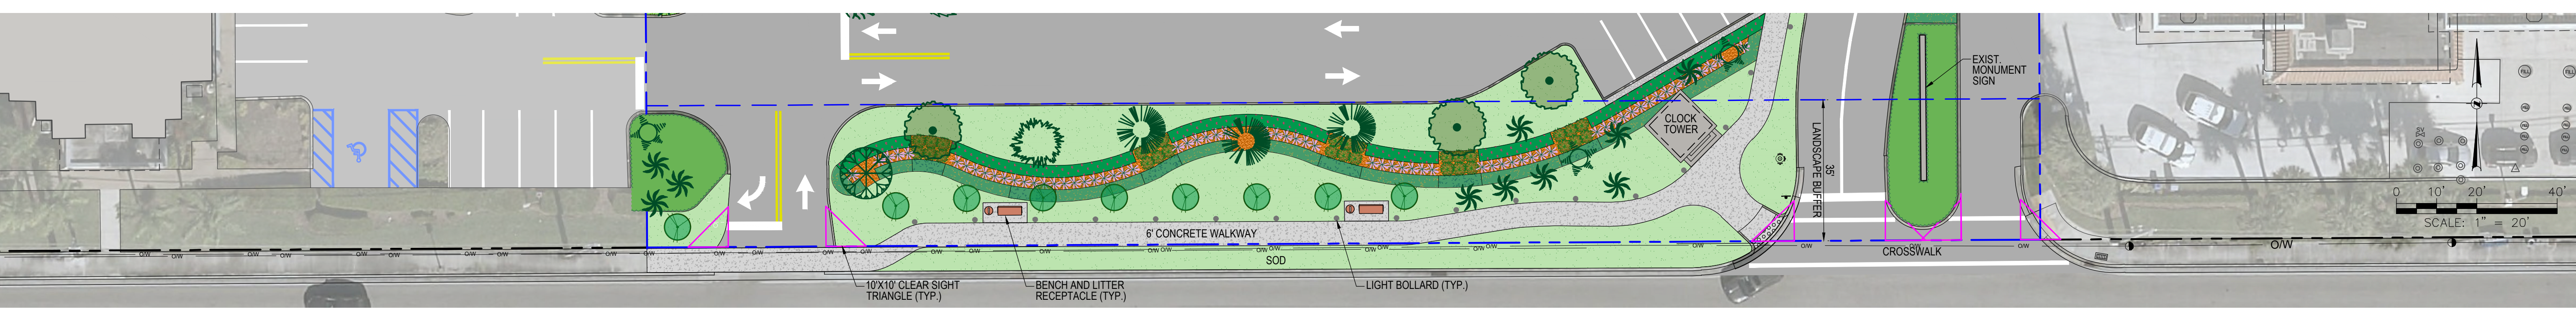 EXIST.
MONUMENT
SIGN
CLOCK
TOWER
35'
LANDSCAPE BUFFER
0 10' 20' 40'
SCALE: 1" = 20'
6' CONCRETE WALKWAY
O/W O/W O/W O/W O/W O/W O/W O/W O/W O/W O/W O/W O/W O/W O/W O/W O/W
CROSSWALK
SOD
10'X10' CLEAR SIGHT
TRIANGLE (TYP.)
BENCH AND LITTER
RECEPTACLE (TYP.)
LIGHT BOLLARD (TYP.)